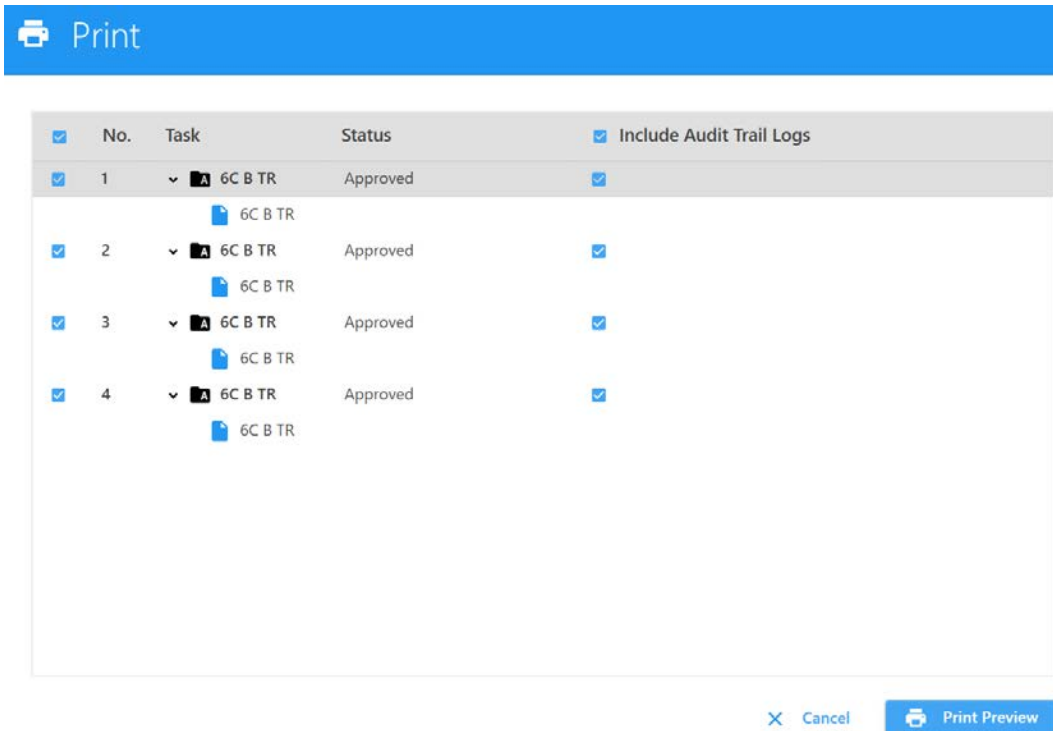 Print
No. Task Status Include Audit Trail Logs
1 A 6C B TR Approved
6C B TR
2 A 6C B TR Approved
6C B TR
3 A 6C B TR Approved
6C B TR
4 A 6C B TR Approved
6C B TR
Cancel Print Preview